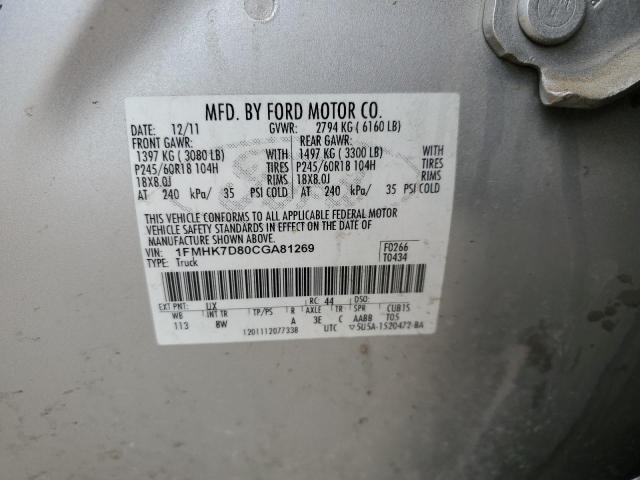 MFD. BY FORD MOTOR CO.
DATE: 12/11 GVWR: 2794 KG ( 6160 LB)
FRONT GAWR: REAR GAWR:
1397 KG ( 3080 LB) WITH 1497 KG ( 3300 LB) WITH
P245/60R18 104H TIRES P245/60R18 104H TIRES
18X8.0J RIMS 18X8.0J RIMS
AT 240 kPa/ 35 PSI COLD AT 240 kPa/ 35 PSI COLD
THIS VEHICLE CONFORMS TO ALL APPLICABLE FEDERAL MOTOR
VEHICLE SAFETY STANDARDS IN EFFECT ON THE DATE OF
MANUFACTURE SHOWN ABOVE.
VIN: 1FMHK7D80CGA81269 F0266
TYPE: Truck T0434
EXT PNT: UX RC: 44 DSO:
WB INT TR TP/PS R AXLE TR SPR CUB15
113 8W A 3E C AABB T05
1201112077338 UTC ▽5U5A-1520472-BA